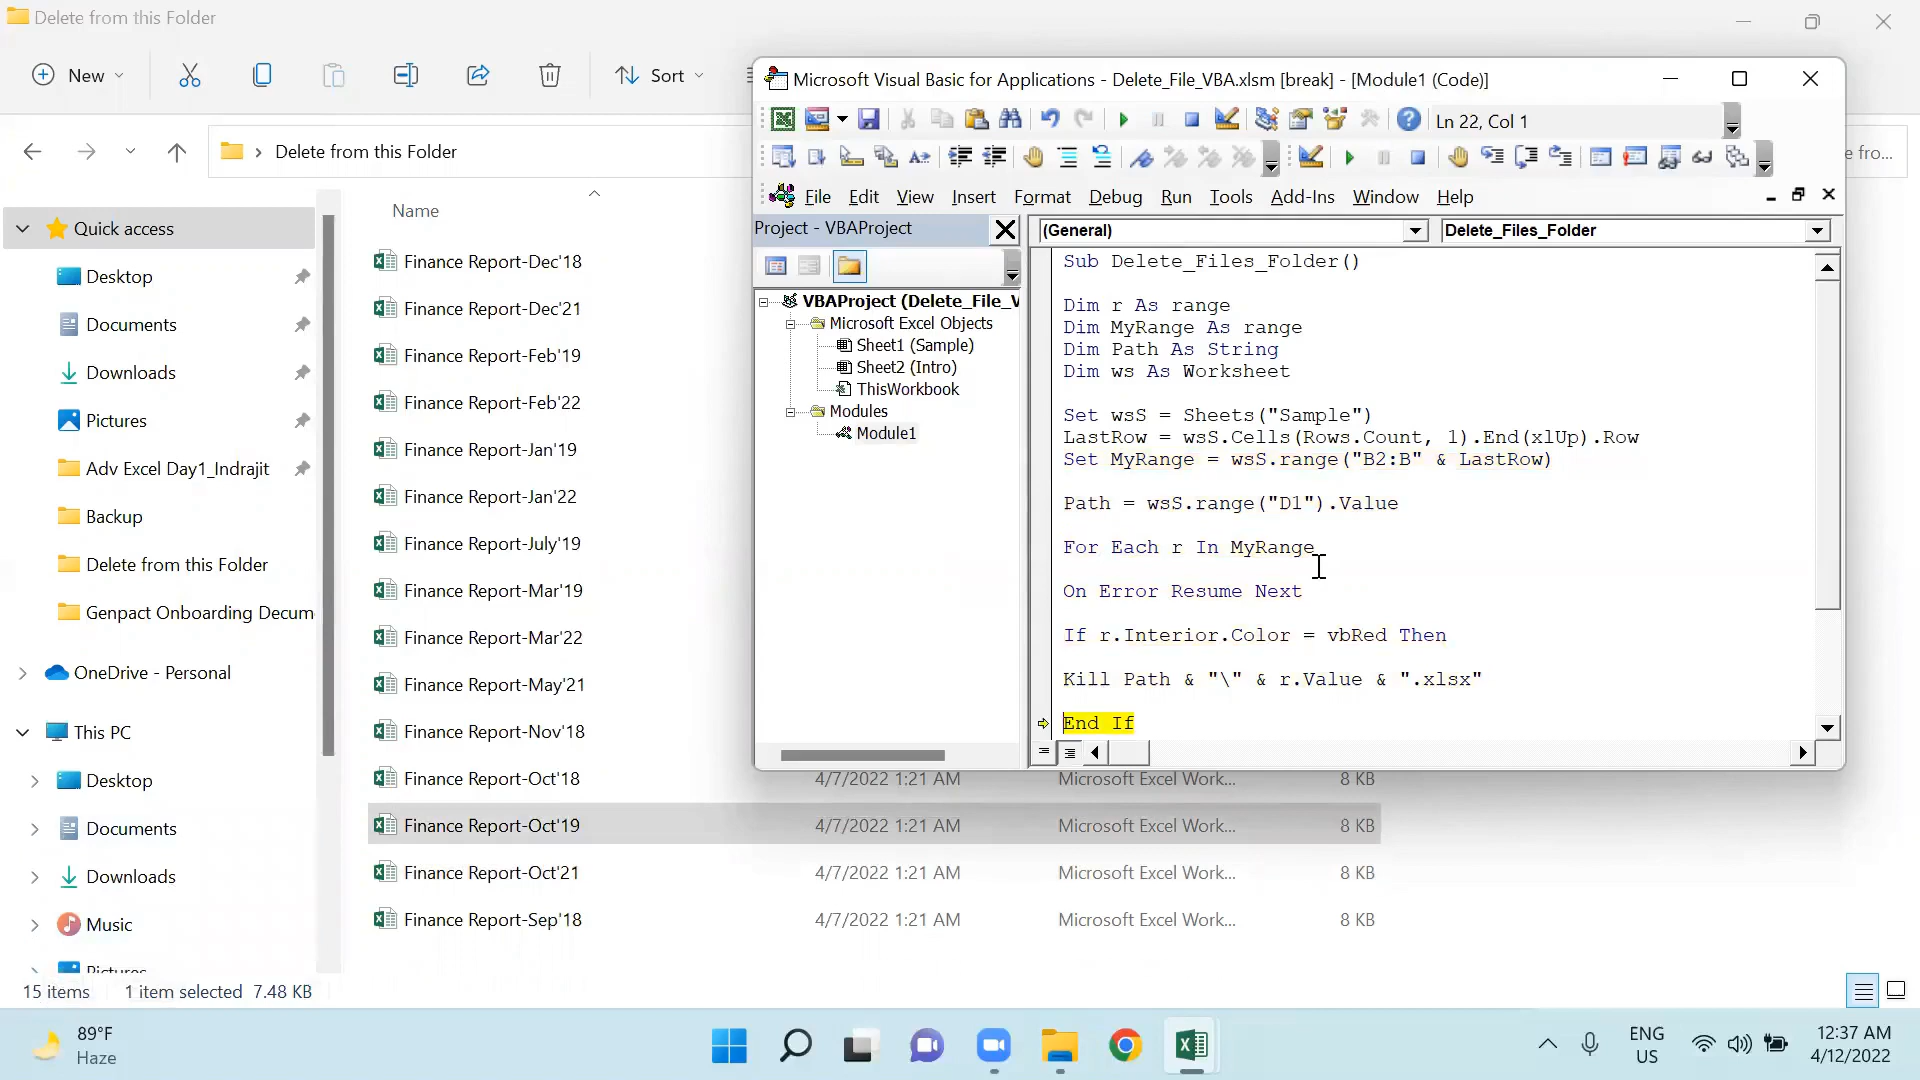 Delete from this Folder
New
Sort
Delete from this Folder
e fro...
Quick access
Desktop
Documents
Downloads
Pictures
Adv Excel Day1_Indrajit
Backup
Delete from this Folder
Genpact Onboarding Docum
OneDrive - Personal
This PC
Desktop
Documents
Downloads
Music
Pictures
Name
Finance Report-Dec'18
Finance Report-Dec'21
Finance Report-Feb'19
Finance Report-Feb'22
Finance Report-Jan'19
Finance Report-Jan'22
Finance Report-July'19
Finance Report-Mar'19
Finance Report-Mar'22
Finance Report-May'21
Finance Report-Nov'18
Finance Report-Oct'18 4/7/2022 1:21 AM Microsoft Excel Work... 8 KB
Finance Report-Oct'19 4/7/2022 1:21 AM Microsoft Excel Work... 8 KB
Finance Report-Oct'21 4/7/2022 1:21 AM Microsoft Excel Work... 8 KB
Finance Report-Sep'18 4/7/2022 1:21 AM Microsoft Excel Work... 8 KB
15 items 1 item selected 7.48 KB
Microsoft Visual Basic for Applications - Delete_File_VBA.xlsm [break] - [Module1 (Code)]
Ln 22, Col 1
File Edit View Insert Format Debug Run Tools Add-Ins Window Help
Project - VBAProject
VBAProject (Delete_File_V
Microsoft Excel Objects
Sheet1 (Sample)
Sheet2 (Intro)
ThisWorkbook
Modules
Module1
(General) Delete_Files_Folder
Sub Delete_Files_Folder()
Dim r As range
Dim MyRange As range
Dim Path As String
Dim ws As Worksheet
Set wsS = Sheets("Sample")
LastRow = wsS.Cells(Rows.Count, 1).End(xlUp).Row
Set MyRange = wsS.range("B2:B" & LastRow)
Path = wsS.range("D1").Value
For Each r In MyRange
On Error Resume Next
If r.Interior.Color = vbRed Then
Kill Path & "\" & r.Value & ".xlsx"
End If
89°F
Haze
ENG
US
12:37 AM
4/12/2022